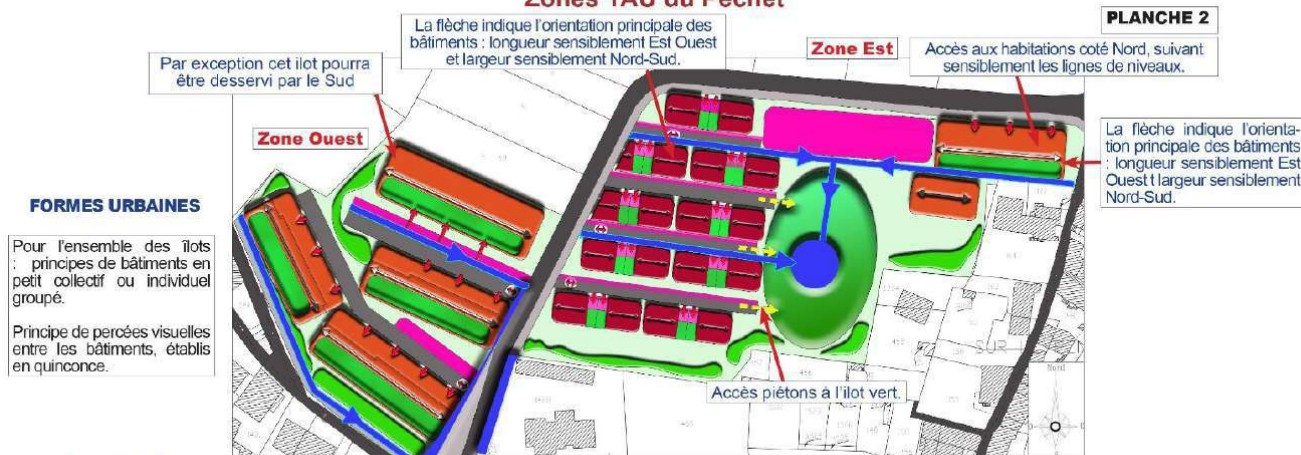 Zones 1AU du Péchet
PLANCHE 2
La flèche indique l'orientation principale des
bâtiments : longueur sensiblement Est Ouest
et largeur sensiblement Nord-Sud.
Zone Est
Accès aux habitations coté Nord, suivant
sensiblement les lignes de niveaux.
Par exception cet ilot pourra
être desservi par le Sud
Zone Ouest
La flèche indique l'orienta-
tion principale des bâtiments
: longueur sensiblement Est
Ouest t largeur sensiblement
Nord-Sud.
FORMES URBAINES
Pour l'ensemble des îlots
: principes de bâtiments en
petit collectif ou individuel
groupé.
Principe de percées visuelles
entre les bâtiments, établis
en quinconce.
SUR
Nord
Accès piétons à l'ilot vert.